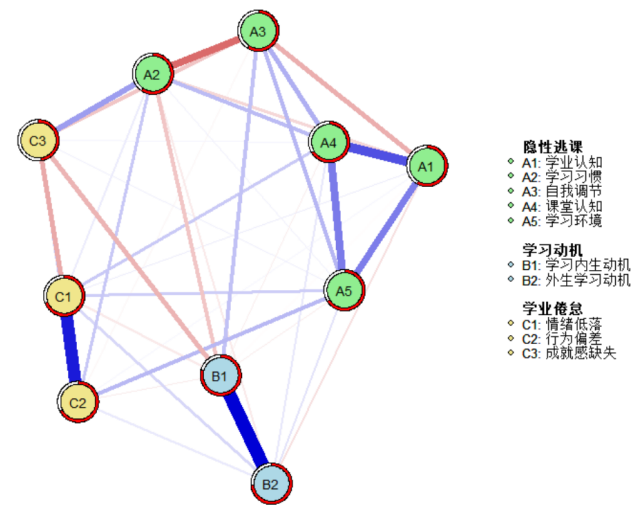 A3
A2
C3
A4
A1
A5
C1
B1
C2
B2
隐性逃课
A1: 学业认知
A2: 学习习惯
A3: 自我调节
A4: 课堂认知
A5: 学习环境
学习动机
B1: 学习内生动机
B2: 外生学习动机
学业倦怠
C1: 情绪低落
C2: 行为偏差
C3: 成就感缺失